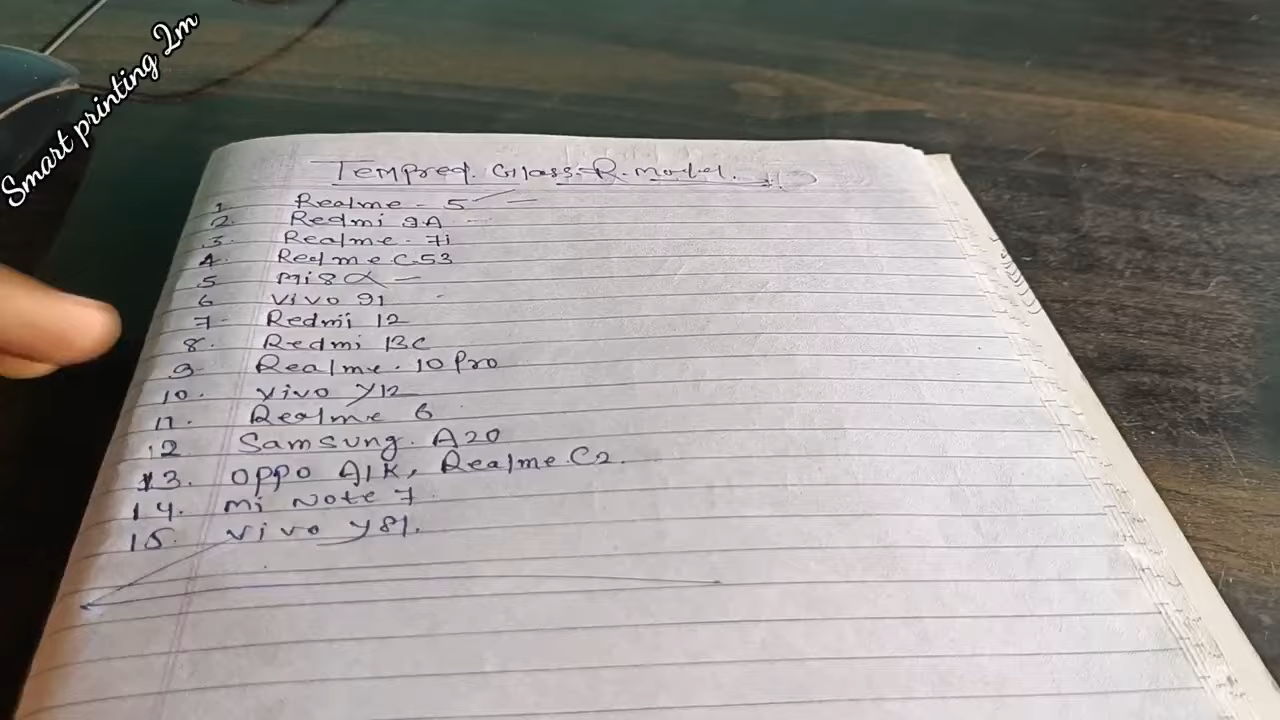 Smart printing 2m
Tempred. Glass. R. model.
1 Realme - 5
2. Redmi 9A
3. Realme. 7i
4. Realme C.53
5 Mi 8
6 Vivo 91
7. Redmi 12
8. Redmi 13C
9. Realme. 10 Pro
10. Vivo Y12
11. Realme 6
12 Samsung. A20
13. Oppo A1K, Realme. C2.
14. Mi Note 7
15. Vivo Y81.